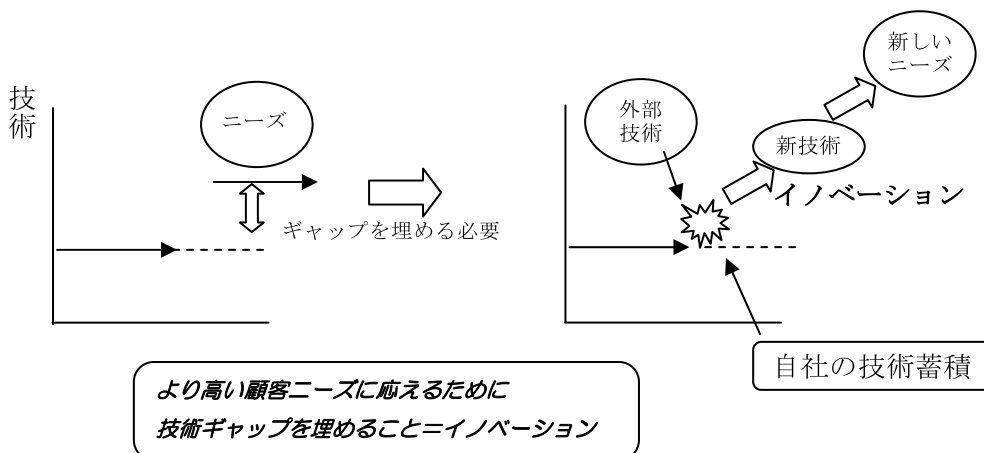 技術
ニーズ
ギャップを埋める必要
外部
技術
新しい
ニーズ
新技術
イノベーション
自社の技術蓄積
より高い顧客ニーズに応えるために
技術ギャップを埋めること＝イノベーション